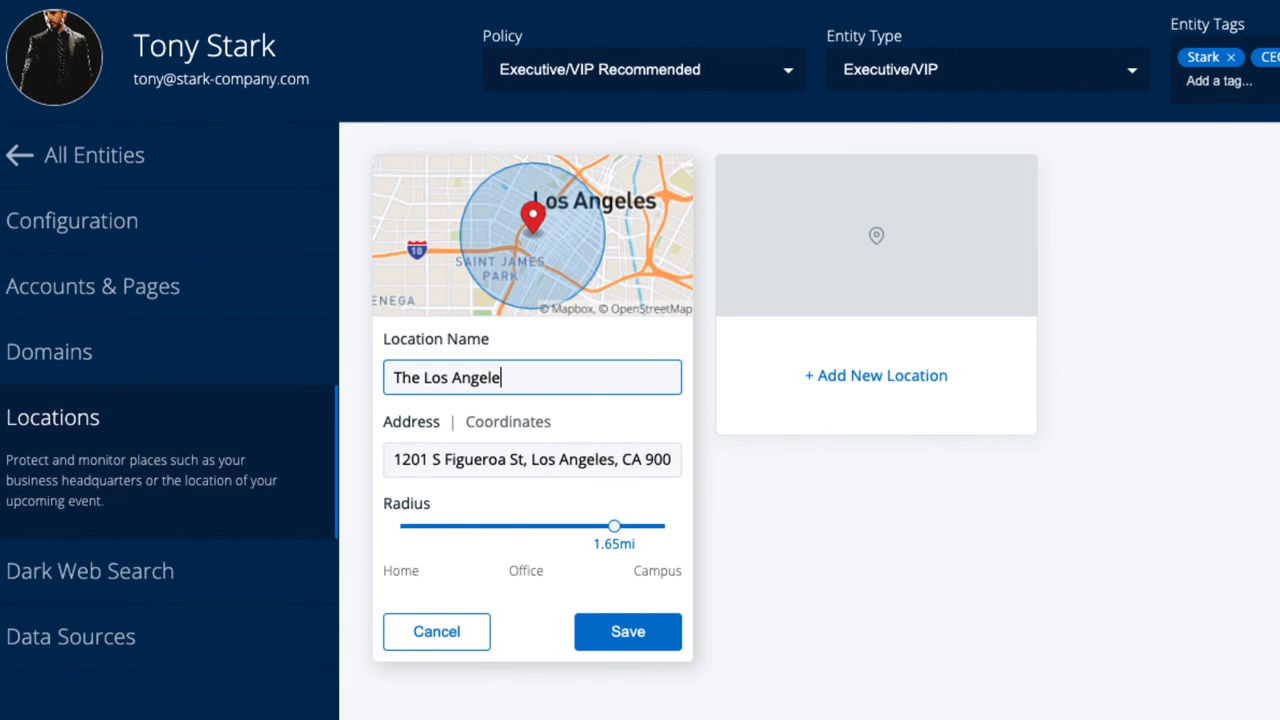 Tony Stark
tony@stark-company.com
Policy
Executive/VIP Recommended
Entity Type
Executive/VIP
Entity Tags
Stark ×
Add a tag...
All Entities
Configuration
Accounts & Pages
Domains
Locations
Protect and monitor places such as your
business headquarters or the location of your
upcoming event.
Dark Web Search
Data Sources
Los Angeles
10
SAINT JAMES
PARK
ENEGA
© Mapbox, © OpenStreetMap
Location Name
The Los Angele
Address | Coordinates
1201 S Figueroa St, Los Angeles, CA 900
Radius
1.65mi
Home Office Campus
Cancel Save
+ Add New Location